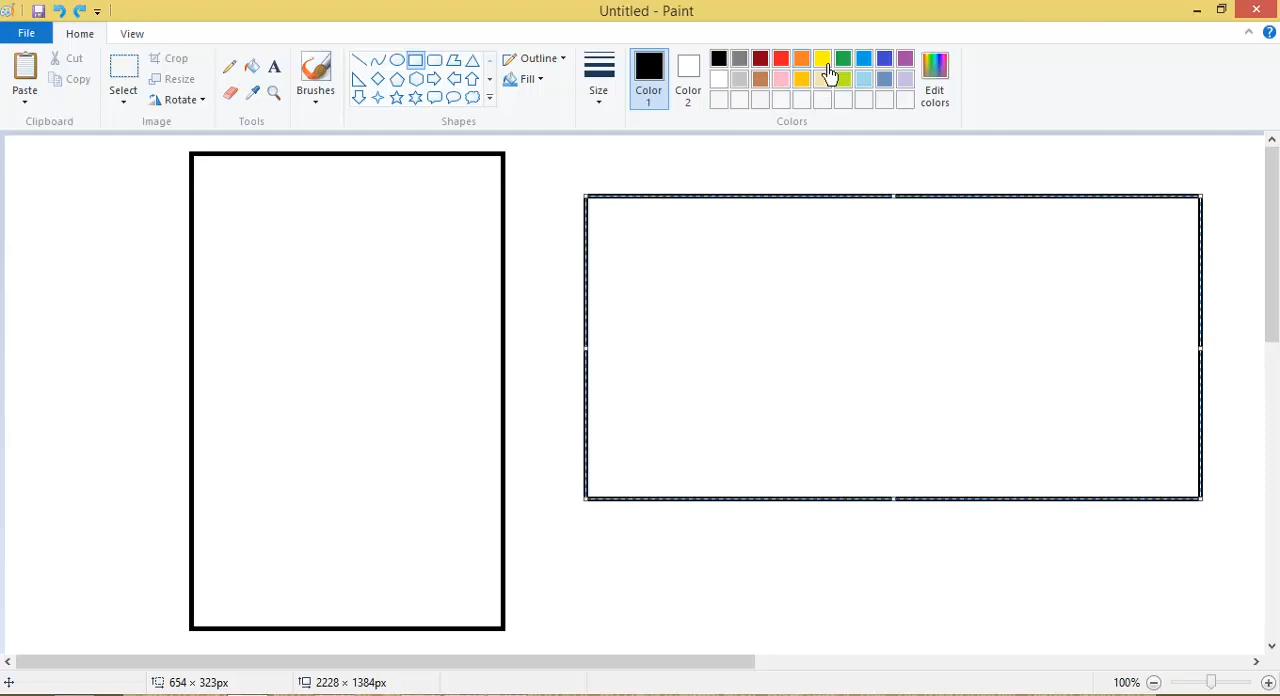 Untitled - Paint
File Home View
Paste
Cut
Copy
Clipboard
Select
Crop
Resize
Rotate
Image
A
Tools
Brushes
Outline
Fill
Shapes
Size
Color 1
Color 2
Edit colors
Colors
654 × 323px 2228 × 1384px 100%